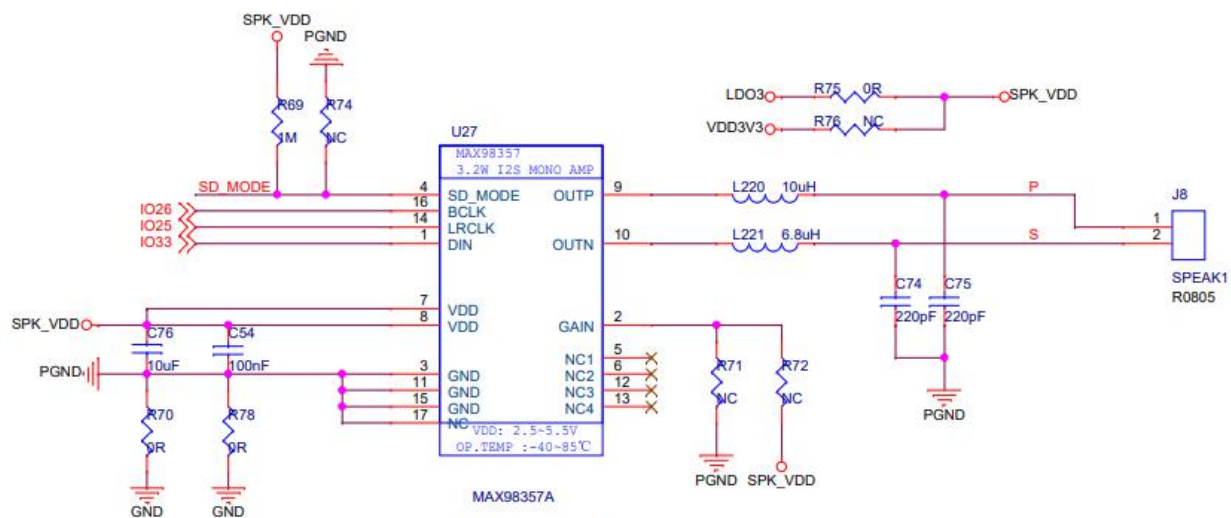 SPK_VDD
PGND
R69
1M
R74
NC
SD_MODE
IO26
IO25
IO33
U27
MAX98357
3.2W I2S MONO AMP
4
16
14
1
SD_MODE
BCLK
LRCLK
DIN
OUTP
OUTN
9
10
L220 10uH
L221 6.8uH
LDO3
R75 0R
SPK_VDD
VDD3V3
R76 NC
P
S
J8
1
2
SPEAK1
R0805
C74
220pF
C75
220pF
PGND
SPK_VDD
7
8
VDD
VDD
C76
10uF
C54
100nF
PGND
3
11
15
17
GND
GND
GND
NC
R70
0R
R78
0R
GND
GND
GAIN
2
NC1
NC2
NC3
NC4
5
6
12
13
R71
NC
R72
NC
PGND
SPK_VDD
VDD: 2.5~5.5V
OP.TEMP :-40~85℃
MAX98357A